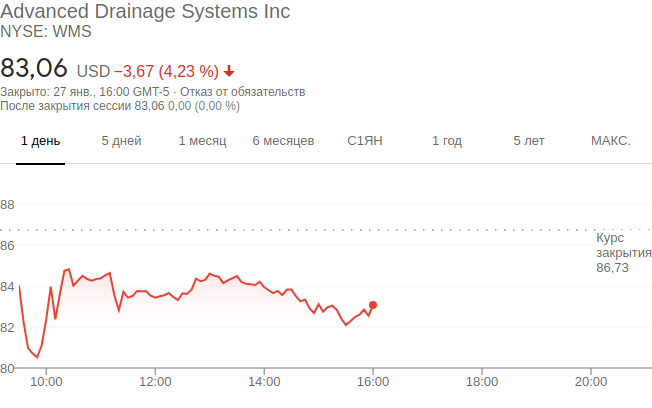 Advanced Drainage Systems Inc
NYSE: WMS
83,06 USD −3,67 (4,23 %)
Закрыто: 27 янв., 16:00 GMT-5 · Отказ от обязательств
После закрытия сессии 83,06 0,00 (0,00 %)
1 день 5 дней 1 месяц 6 месяцев С1ЯН 1 год 5 лет МАКС.
88
86
Курс
закрытия
86,73
84
82
80
10:00 12:00 14:00 16:00 18:00 20:00